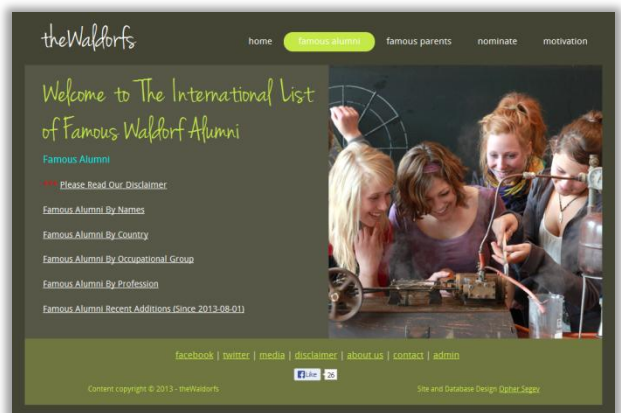 theWaldorfs
home famous alumni famous parents nominate motivation
Welcome to The International List
of Famous Waldorf Alumni
Famous Alumni
Please Read Our Disclaimer
Famous Alumni By Names
Famous Alumni By Country
Famous Alumni By Occupational Group
Famous Alumni By Profession
Famous Alumni Recent Additions (Since 2013-08-01)
facebook | twitter | media | disclaimer | about us | contact | admin
Like 26
Content copyright © 2013 - theWaldorfs Site and Database Design Opher Segev